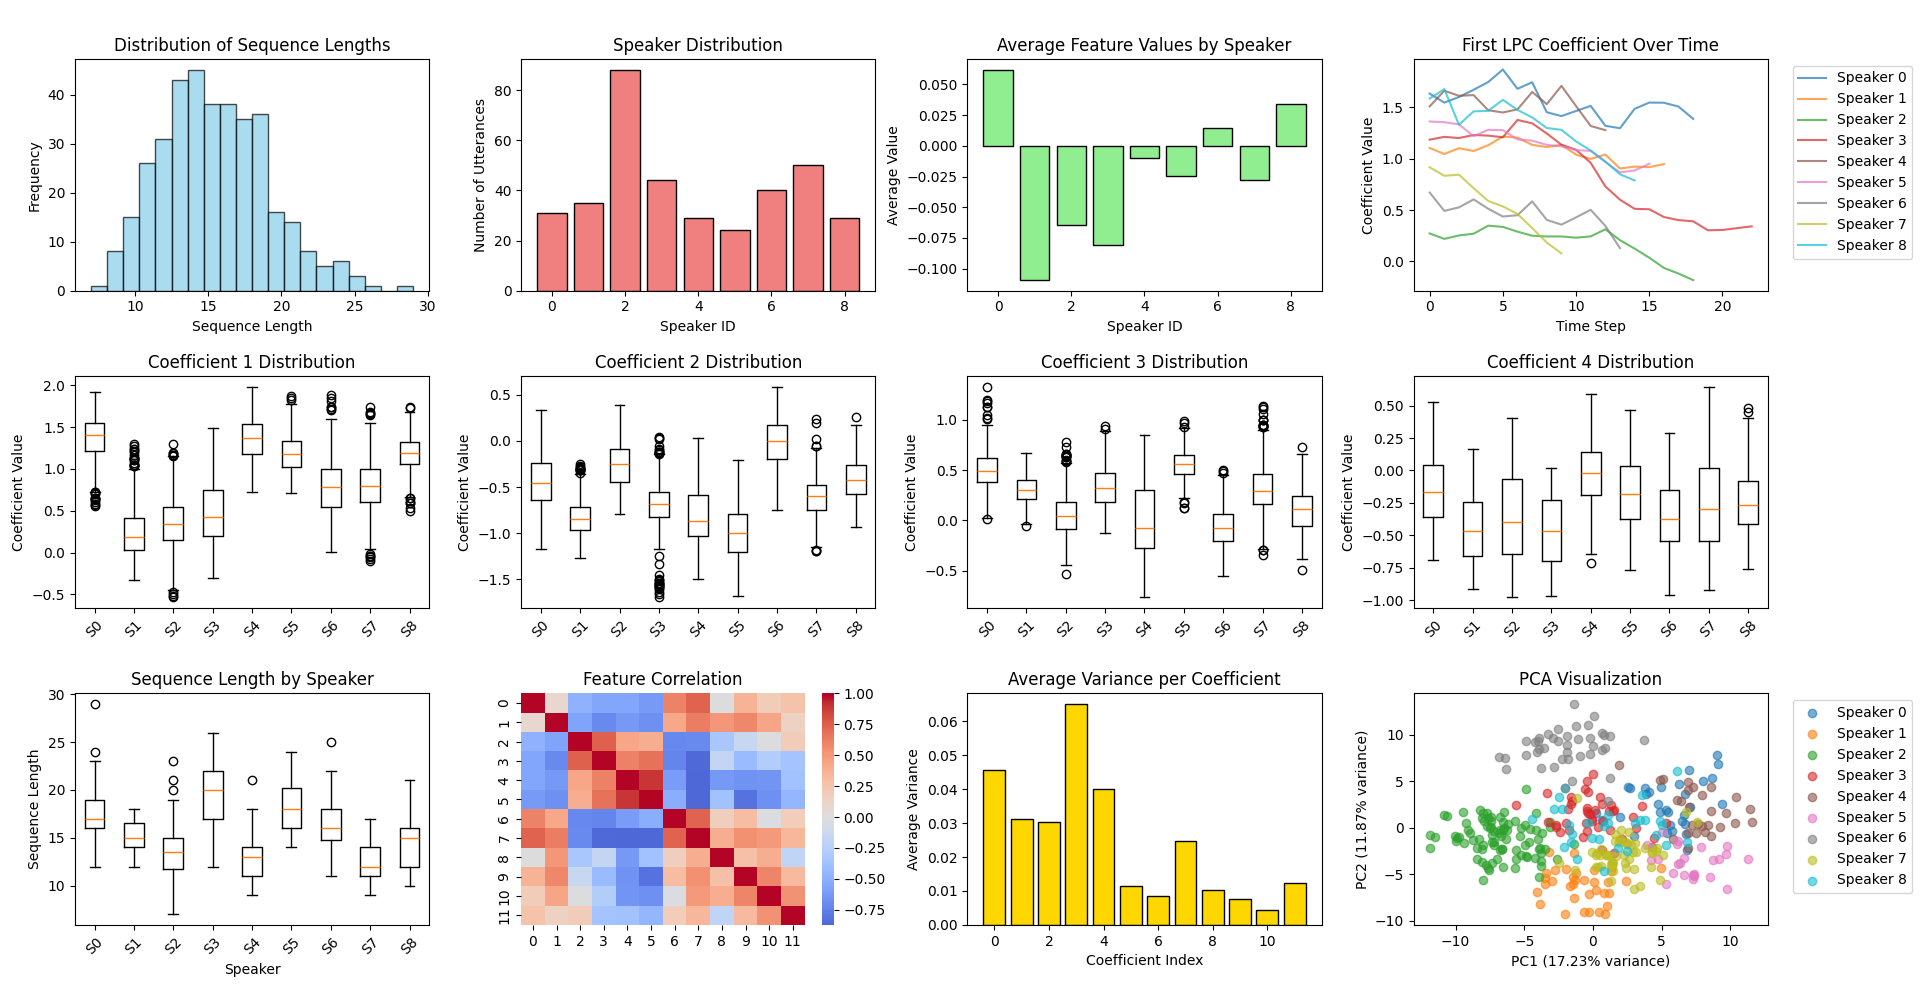 Distribution of Sequence Lengths
40
30
20
10
0
Frequency
10 15 20 25 30
Sequence Length
Speaker Distribution
80
60
40
20
0
Number of Utterances
0 2 4 6 8
Speaker ID
Average Feature Values by Speaker
0.050
0.025
0.000
−0.025
−0.050
−0.075
−0.100
Average Value
0 2 4 6 8
Speaker ID
First LPC Coefficient Over Time
1.5
1.0
0.5
0.0
Coefficient Value
0 5 10 15 20
Time Step
Speaker 0
Speaker 1
Speaker 2
Speaker 3
Speaker 4
Speaker 5
Speaker 6
Speaker 7
Speaker 8
Coefficient 1 Distribution
2.0
1.5
1.0
0.5
0.0
−0.5
Coefficient Value
S0 S1 S2 S3 S4 S5 S6 S7 S8
Coefficient 2 Distribution
0.5
0.0
−0.5
−1.0
−1.5
Coefficient Value
S0 S1 S2 S3 S4 S5 S6 S7 S8
Coefficient 3 Distribution
1.0
0.5
0.0
−0.5
Coefficient Value
S0 S1 S2 S3 S4 S5 S6 S7 S8
Coefficient 4 Distribution
0.50
0.25
0.00
−0.25
−0.50
−0.75
−1.00
Coefficient Value
S0 S1 S2 S3 S4 S5 S6 S7 S8
Sequence Length by Speaker
30
25
20
15
10
Sequence Length
S0 S1 S2 S3 S4 S5 S6 S7 S8
Speaker
Feature Correlation
0
1
2
3
4
5
6
7
8
9
10
11
0 1 2 3 4 5 6 7 8 9 10 11
1.00
0.75
0.50
0.25
0.00
−0.25
−0.50
−0.75
Average Variance per Coefficient
0.06
0.05
0.04
0.03
0.02
0.01
0.00
Average Variance
0 2 4 6 8 10
Coefficient Index
PCA Visualization
10
5
0
−5
−10
PC2 (11.87% variance)
−10 −5 0 5 10
PC1 (17.23% variance)
Speaker 0
Speaker 1
Speaker 2
Speaker 3
Speaker 4
Speaker 5
Speaker 6
Speaker 7
Speaker 8